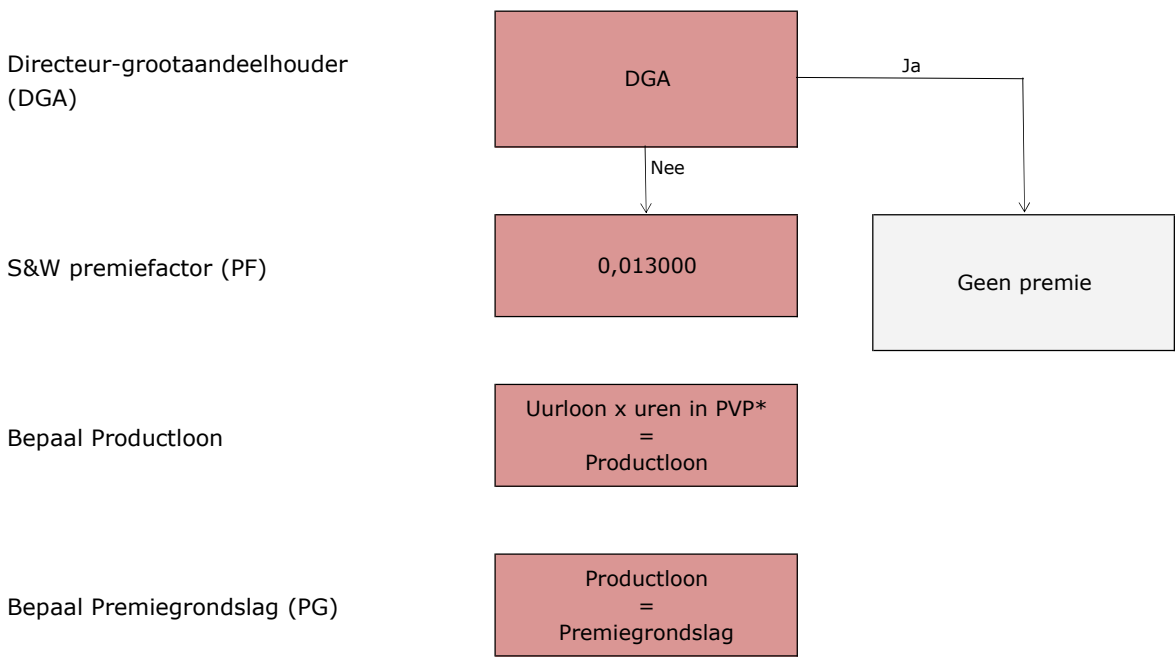 Directeur-grootaandeelhouder
(DGA)
DGA
Ja
Nee
S&W premiefactor (PF)
0,013000
Geen premie
Bepaal Productloon
Uurloon x uren in PVP*
=
Productloon
Bepaal Premiegrondslag (PG)
Productloon
=
Premiegrondslag